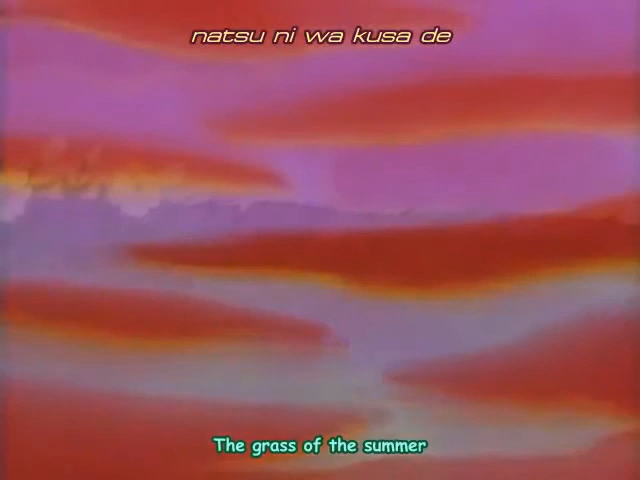 natsu ni wa kusa de
The grass of the summer